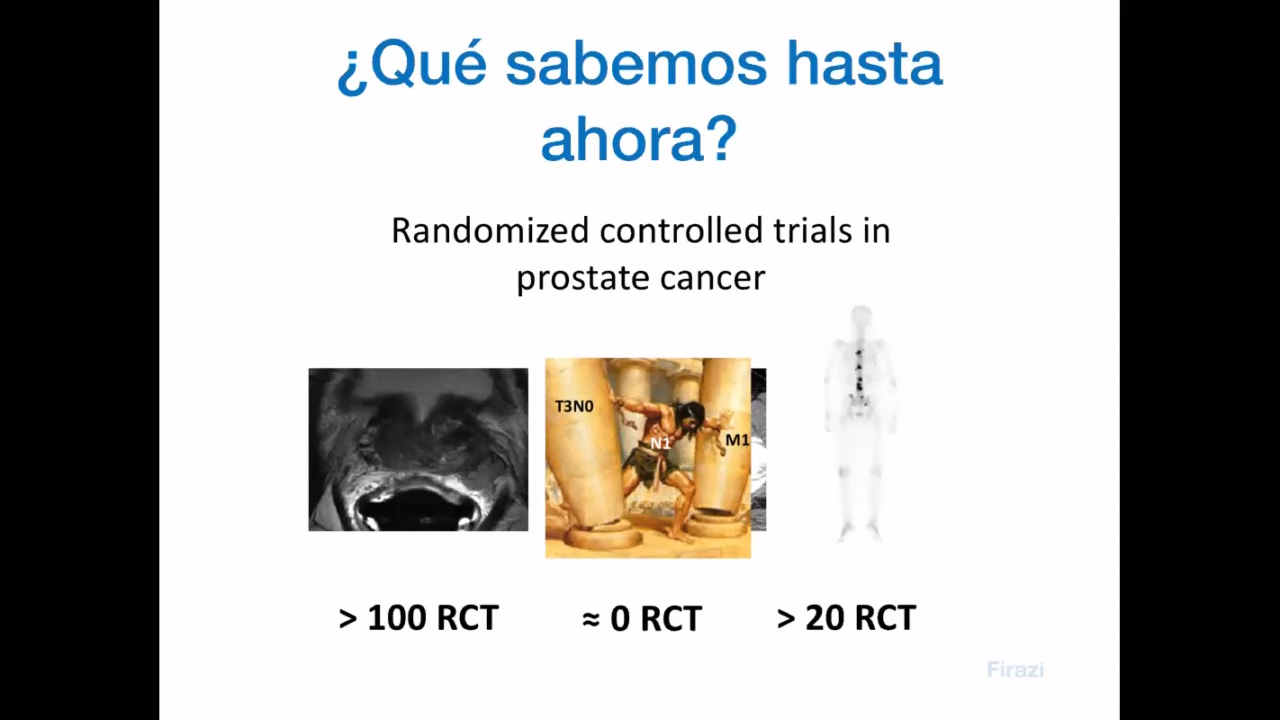 ¿Qué sabemos hasta
ahora?
Randomized controlled trials in
prostate cancer
T3N0
N1
M1
> 100 RCT
≈ 0 RCT
> 20 RCT
Firazi